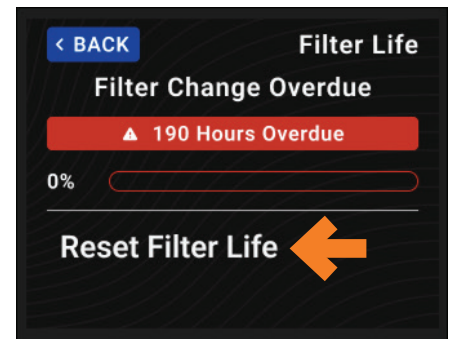 < BACK
Filter Life
Filter Change Overdue
190 Hours Overdue
0%
Reset Filter Life